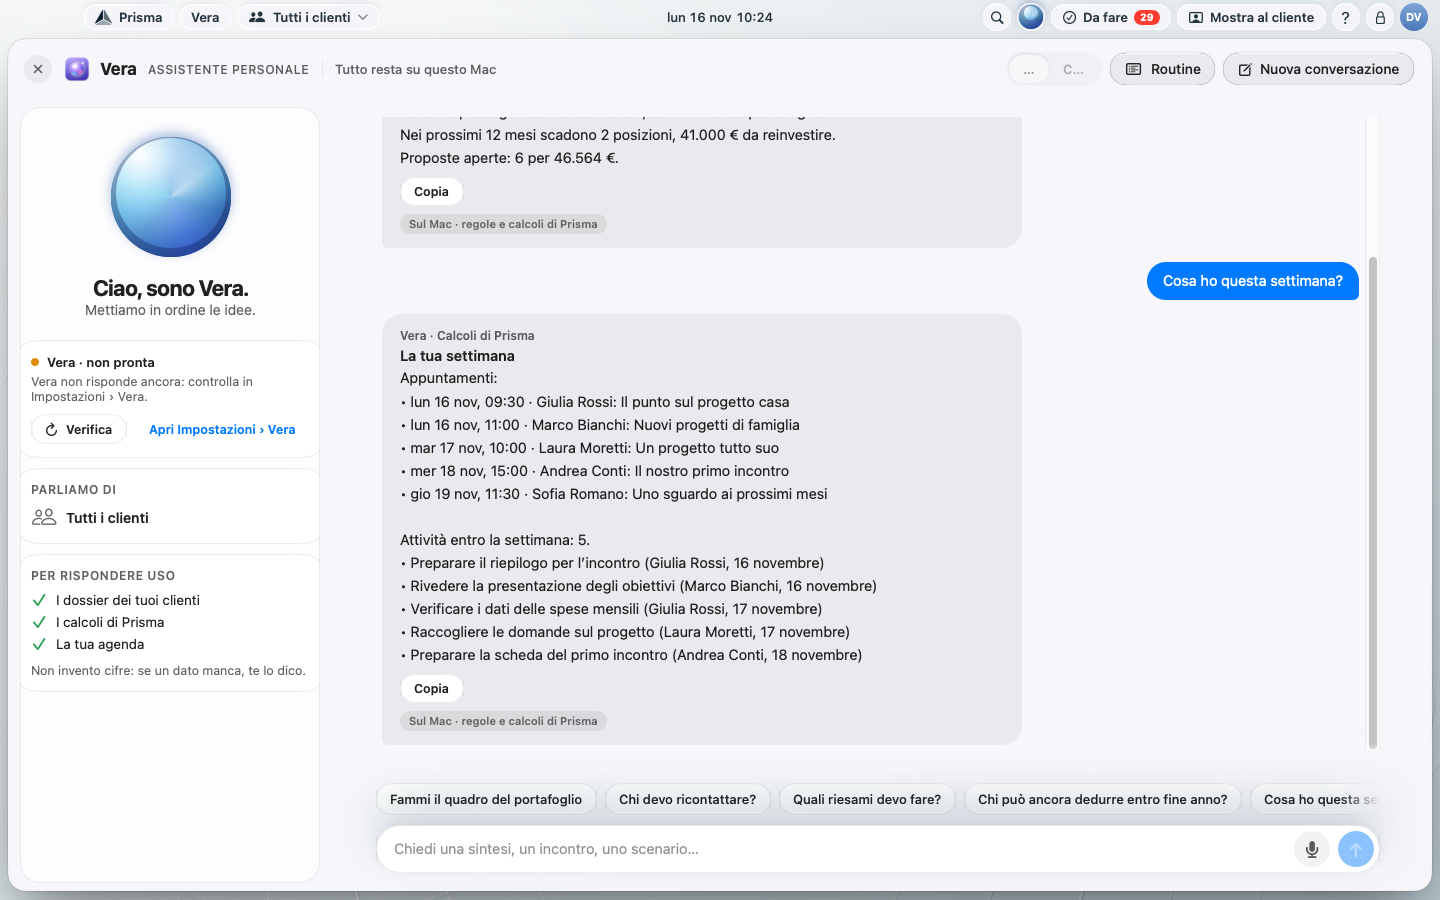 Prisma
Vera
Tutti i clienti
lun 16 nov 10:24
Da fare 29
Mostra al cliente
?
DV
Vera ASSISTENTE PERSONALE
Tutto resta su questo Mac
...
C...
Routine
Nuova conversazione
Ciao, sono Vera.
Mettiamo in ordine le idee.
Vera · non pronta
Vera non risponde ancora: controlla in
Impostazioni › Vera.
Verifica
Apri Impostazioni › Vera
PARLIAMO DI
Tutti i clienti
PER RISPONDERE USO
I dossier dei tuoi clienti
I calcoli di Prisma
La tua agenda
Non invento cifre: se un dato manca, te lo dico.
Nei prossimi 12 mesi scadono 2 posizioni, 41.000 € da reinvestire.
Proposte aperte: 6 per 46.564 €.
Copia
Sul Mac · regole e calcoli di Prisma
Cosa ho questa settimana?
Vera · Calcoli di Prisma
La tua settimana
Appuntamenti:
• lun 16 nov, 09:30 · Giulia Rossi: Il punto sul progetto casa
• lun 16 nov, 11:00 · Marco Bianchi: Nuovi progetti di famiglia
• mar 17 nov, 10:00 · Laura Moretti: Un progetto tutto suo
• mer 18 nov, 15:00 · Andrea Conti: Il nostro primo incontro
• gio 19 nov, 11:30 · Sofia Romano: Uno sguardo ai prossimi mesi
Attività entro la settimana: 5.
• Preparare il riepilogo per l’incontro (Giulia Rossi, 16 novembre)
• Rivedere la presentazione degli obiettivi (Marco Bianchi, 16 novembre)
• Verificare i dati delle spese mensili (Giulia Rossi, 17 novembre)
• Raccogliere le domande sul progetto (Laura Moretti, 17 novembre)
• Preparare la scheda del primo incontro (Andrea Conti, 18 novembre)
Copia
Sul Mac · regole e calcoli di Prisma
Fammi il quadro del portafoglio
Chi devo ricontattare?
Quali riesami devo fare?
Chi può ancora dedurre entro fine anno?
Cosa ho questa se
Chiedi una sintesi, un incontro, uno scenario...